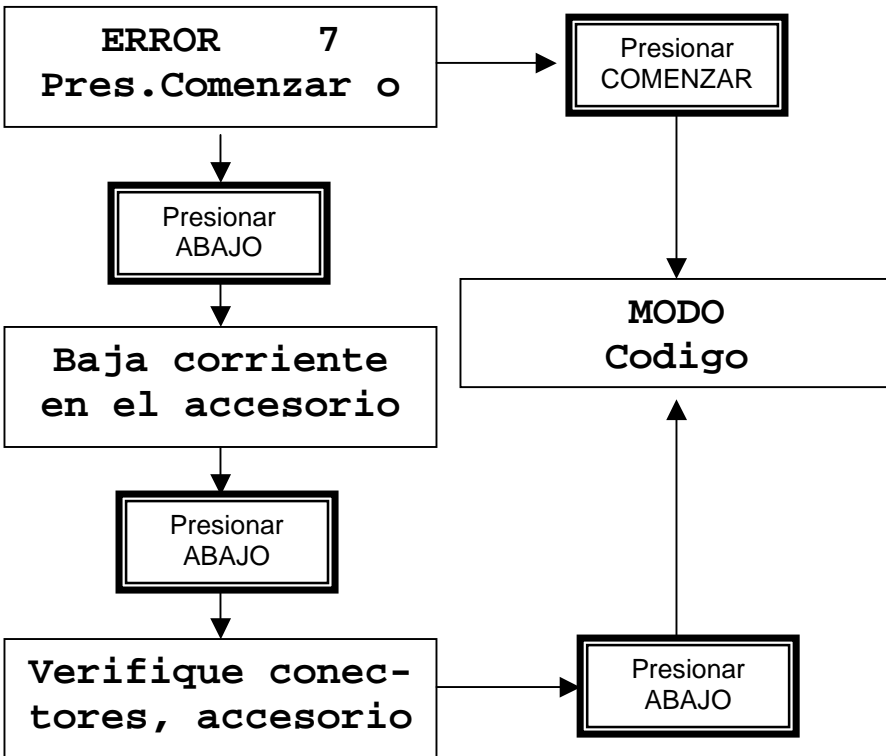 ERROR 7
Pres.Comenzar o
Presionar
COMENZAR
Presionar
ABAJO
MODO
Codigo
Baja corriente
en el accesorio
Presionar
ABAJO
Verifique conec-
tores, accesorio
Presionar
ABAJO